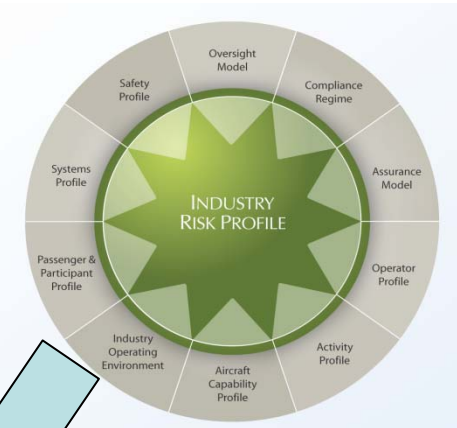 Oversight
Model
Compliance
Regime
Assurance
Model
Operator
Profile
Activity
Profile
Aircraft
Capability
Profile
Industry
Operating
Environment
Passenger &
Participant
Profile
Systems
Profile
Safety
Profile
INDUSTRY
RISK PROFILE